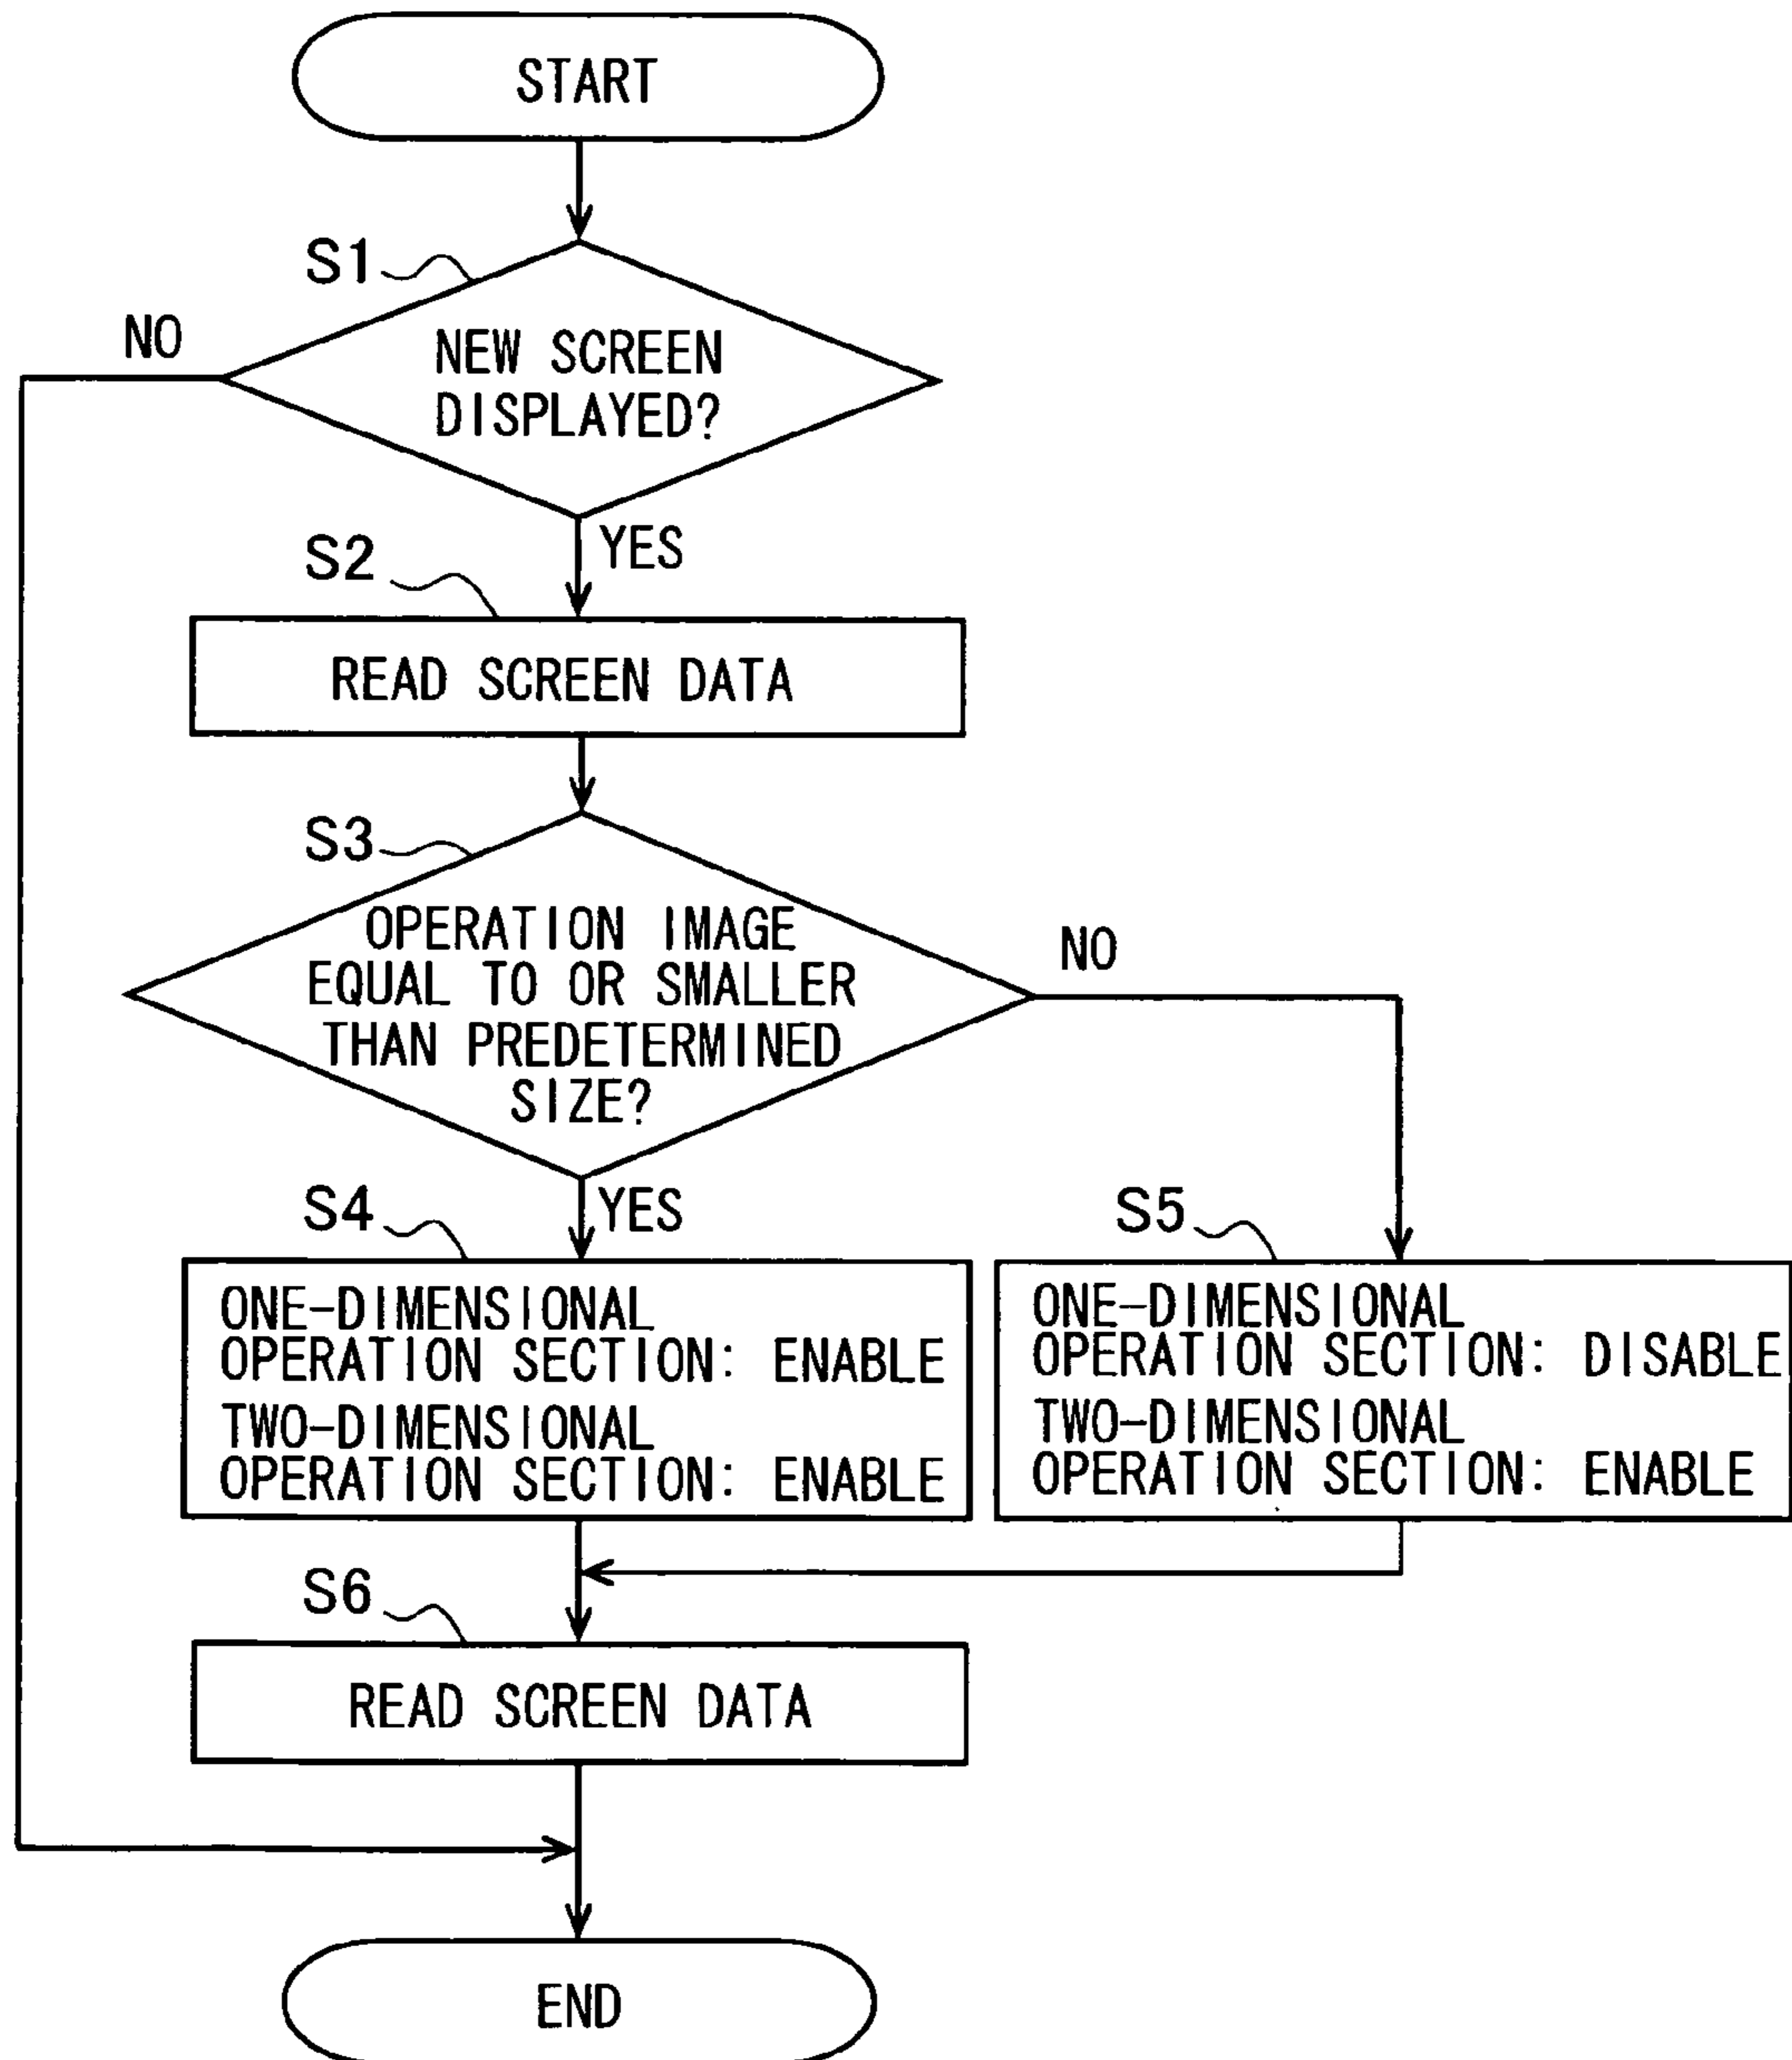 START
S1
NO
NEW SCREEN
DISPLAYED?
YES
S2
READ SCREEN DATA
S3
OPERATION IMAGE
EQUAL TO OR SMALLER
THAN PREDETERMINED
SIZE?
NO
YES
S4
ONE-DIMENSIONAL
OPERATION SECTION: ENABLE
TWO-DIMENSIONAL
OPERATION SECTION: ENABLE
S5
ONE-DIMENSIONAL
OPERATION SECTION: DISABLE
TWO-DIMENSIONAL
OPERATION SECTION: ENABLE
S6
READ SCREEN DATA
END